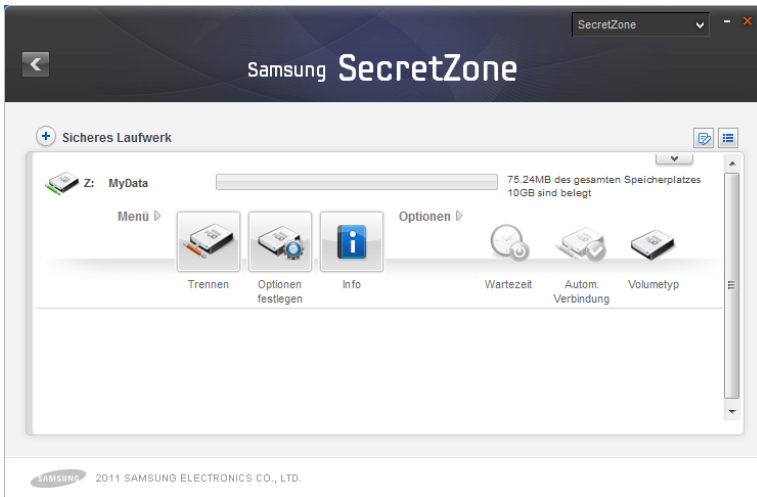 SecretZone
Samsung SecretZone
Sicheres Laufwerk
Z: MyData
75.24MB des gesamten Speicherplatzes
10GB sind belegt
Menü
Optionen
Trennen
Optionen
festlegen
Info
Wartezeit
Autom.
Verbindung
Volumetyp
SAMSUNG
2011 SAMSUNG ELECTRONICS CO., LTD.